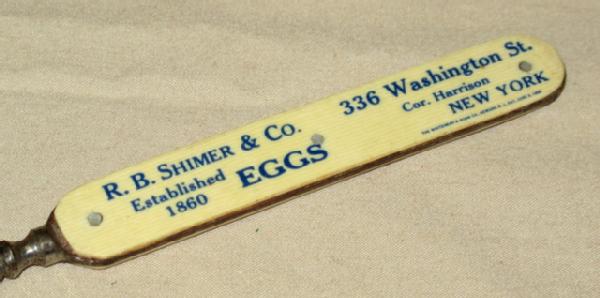 R. B. SHIMER & CO.
Established
1860
EGGS
336 Washington St.
Cor. Harrison
NEW YORK